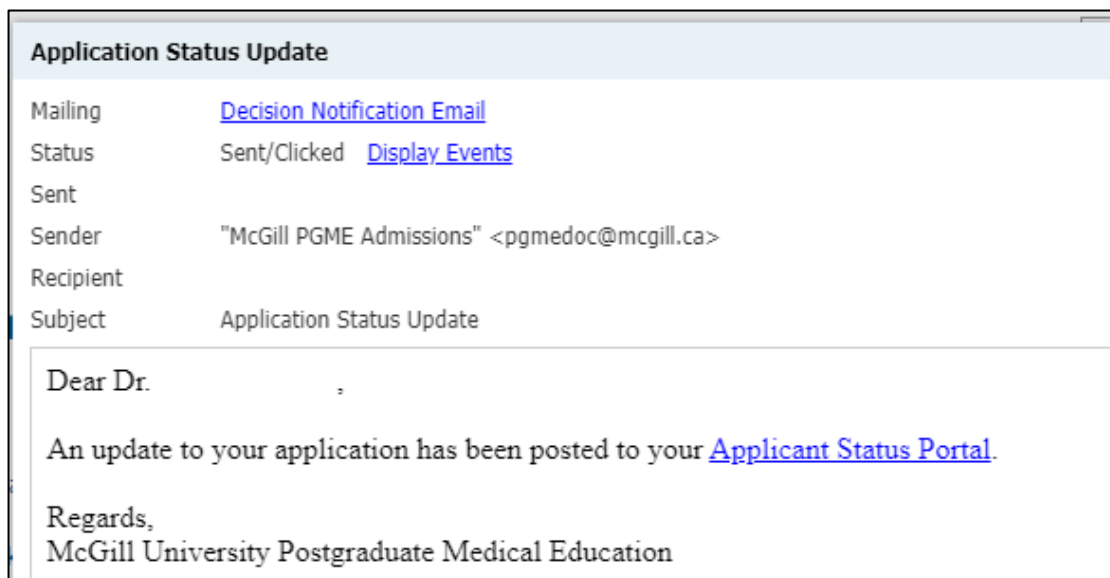 Application Status Update
Mailing Decision Notification Email
Status Sent/Clicked Display Events
Sent
Sender "McGill PGME Admissions" <pgmedoc@mcgill.ca>
Recipient
Subject Application Status Update
Dear Dr. ,
An update to your application has been posted to your Applicant Status Portal.
Regards,
McGill University Postgraduate Medical Education